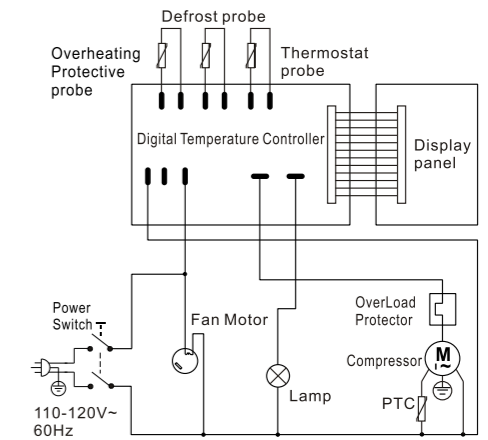 Defrost probe
Overheating
Protective
probe
Thermostat
probe
Digital Temperature Controller
Display
panel
Power
Switch
Fan Motor
OverLoad
Protector
Compressor
M
1~
Lamp
PTC
110-120V~
60Hz